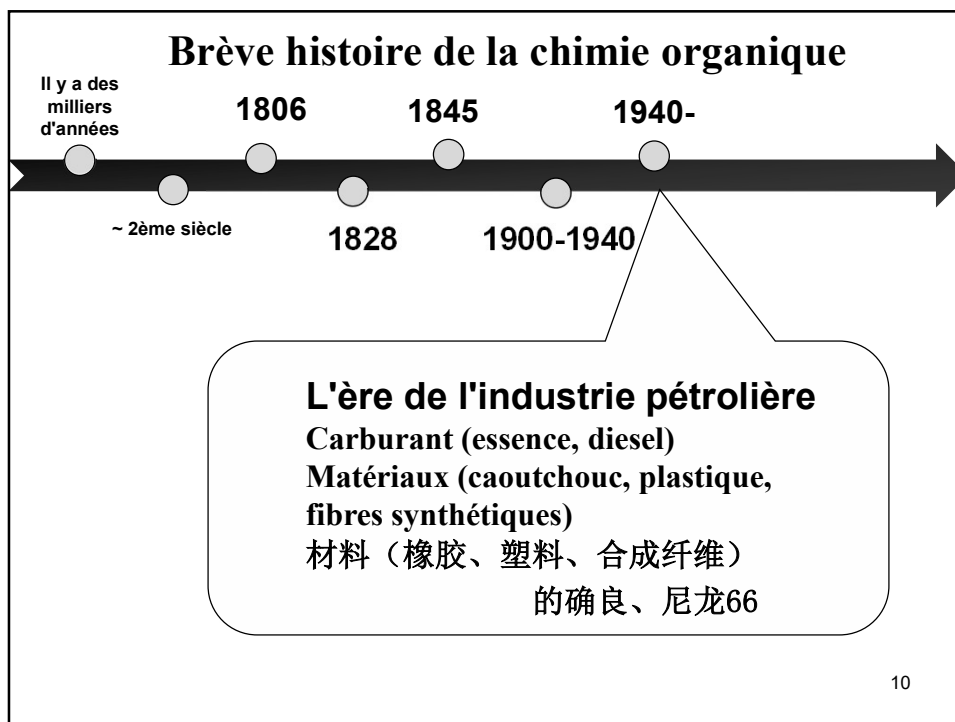 Brève histoire de la chimie organique
Il y a des
milliers
d'années
1806
1845
1940-
~ 2ème siècle
1828
1900-1940
L'ère de l'industrie pétrolière
Carburant (essence, diesel)
Matériaux (caoutchouc, plastique,
fibres synthétiques)
材料（橡胶、塑料、合成纤维）
的确良、尼龙66
10